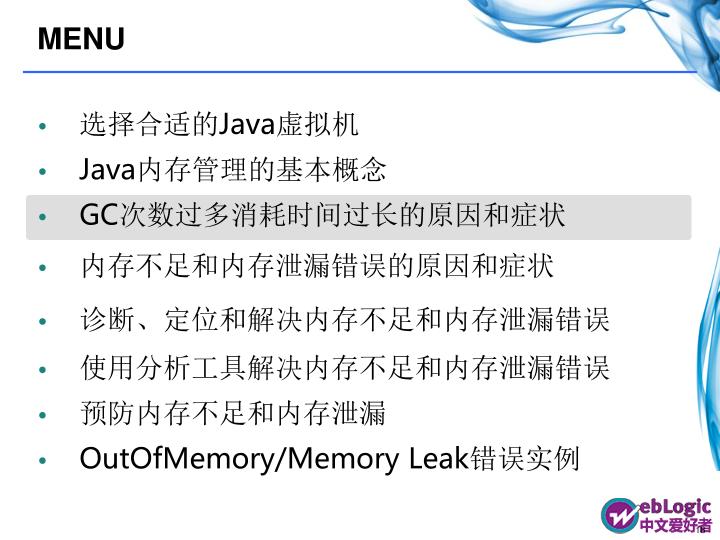 MENU
• 选择合适的Java虚拟机
• Java内存管理的基本概念
• GC次数过多消耗时间过长的原因和症状
• 内存不足和内存泄漏错误的原因和症状
• 诊断、定位和解决内存不足和内存泄漏错误
• 使用分析工具解决内存不足和内存泄漏错误
• 预防内存不足和内存泄漏
• OutOfMemory/Memory Leak错误实例
WebLogic
中文爱好者